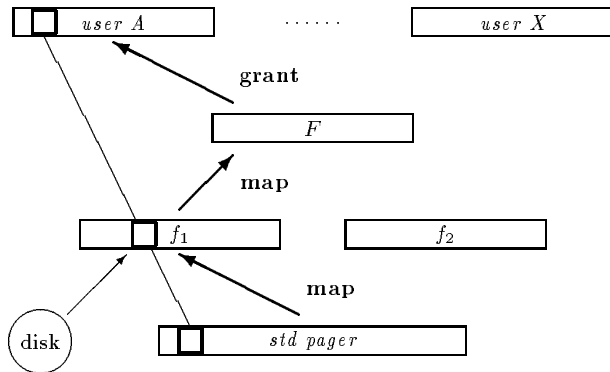 user A ...... user X
grant
F
map
f₁ f₂
map
disk std pager